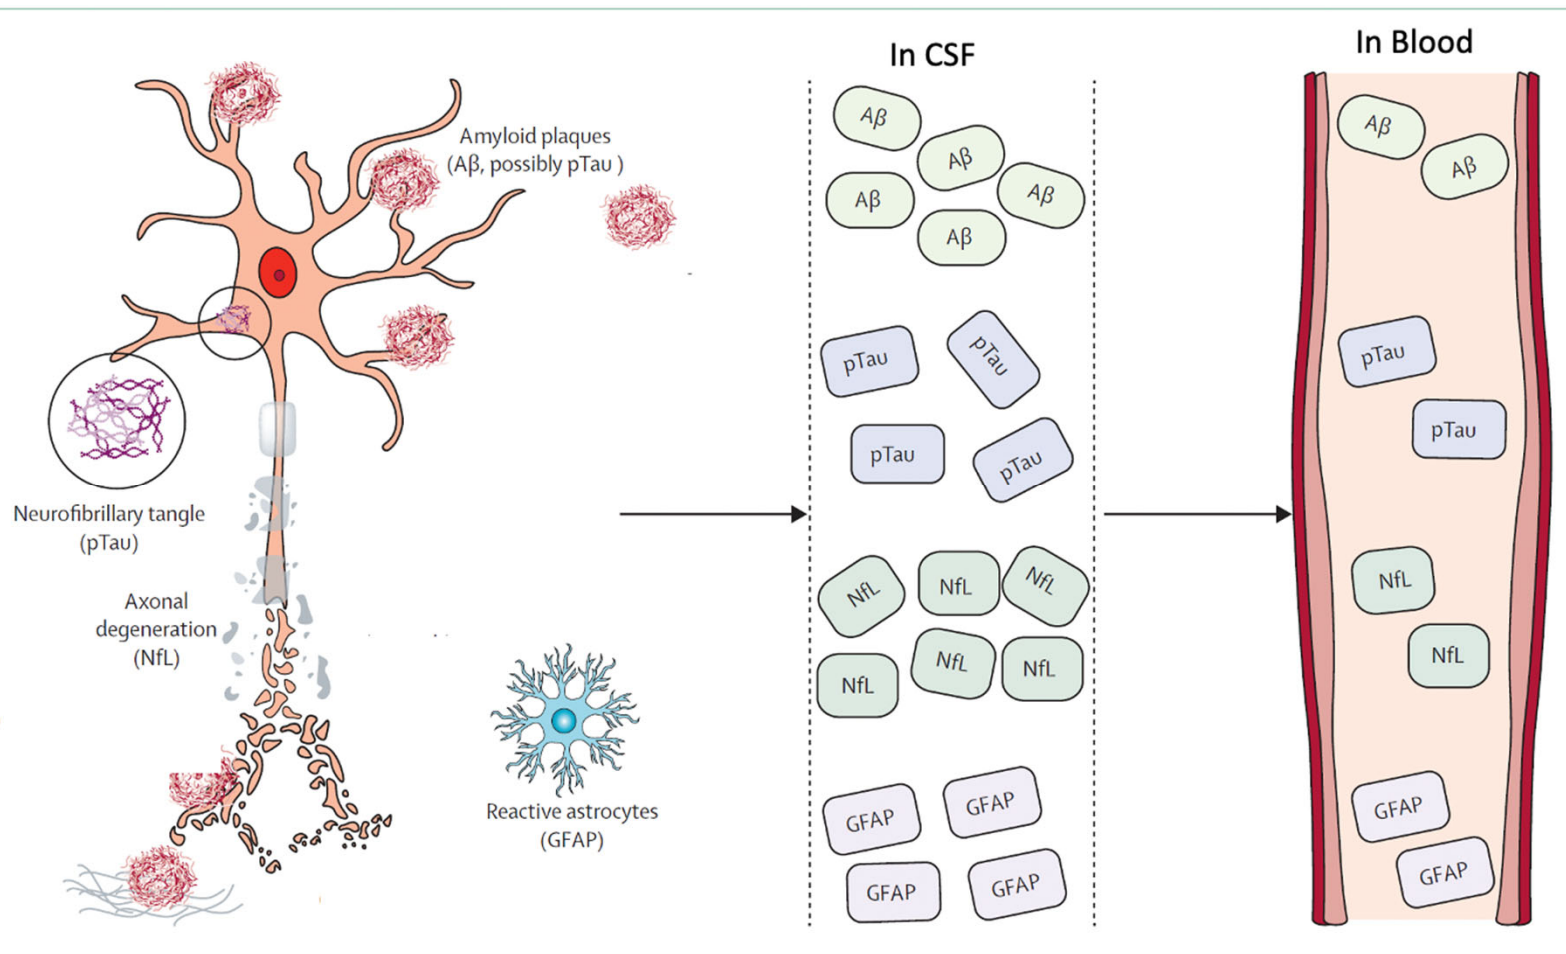 In CSF
In Blood
Amyloid plaques
(Aβ, possibly pTau )
Neurofibrillary tangle
(pTau)
Axonal
degeneration
(NfL)
Reactive astrocytes
(GFAP)
Aβ
Aβ
Aβ
Aβ
Aβ
pTau
pTau
pTau
pTau
NfL
NfL
NfL
NfL
NfL
NfL
GFAP
GFAP
GFAP
GFAP
Aβ
Aβ
pTau
pTau
NfL
NfL
GFAP
GFAP